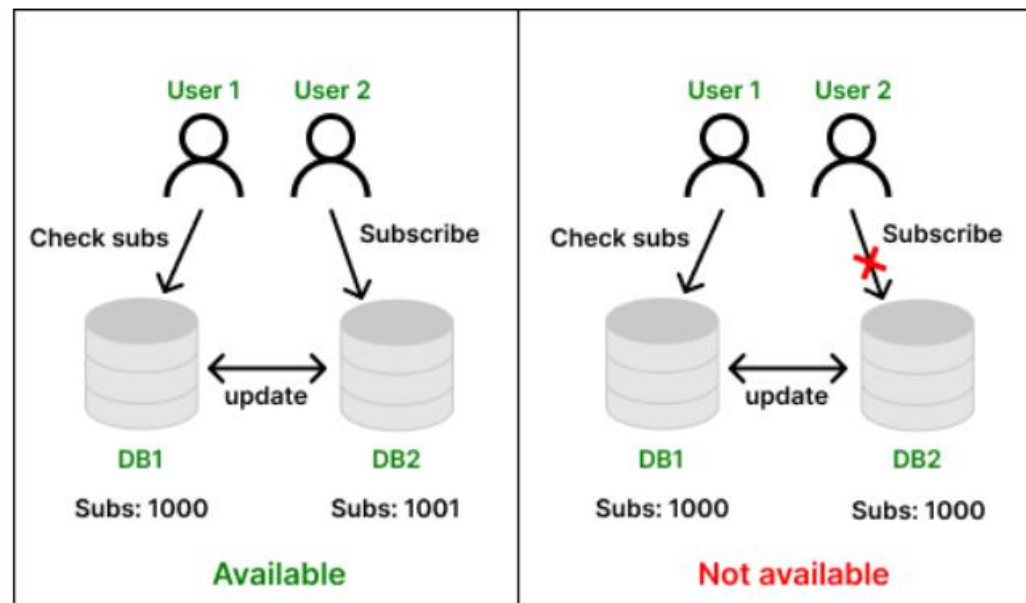 User 1 User 2
Check subs
Subscribe
update
DB1 DB2
Subs: 1000 Subs: 1001
Available
User 1 User 2
Check subs
Subscribe
update
DB1 DB2
Subs: 1000 Subs: 1000
Not available